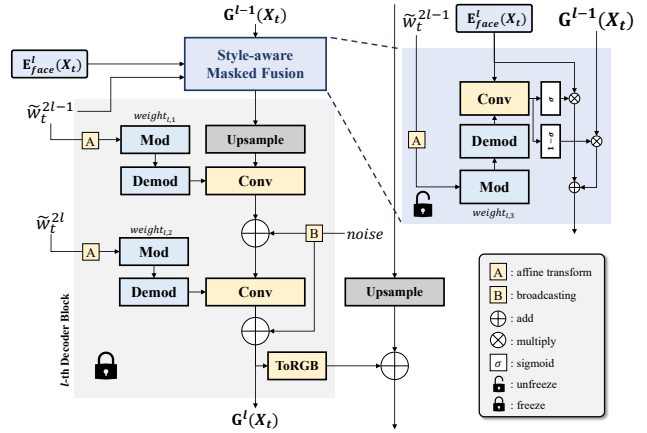 G^{l-1}(X_t)
Style-aware
Masked Fusion
E^l_{face}(X_t)
w̃_t^{2l-1}
weight_{l,1}
A
Mod
Upsample
Demod
Conv
w̃_t^{2l}
weight_{l,2}
A
Mod
B
noise
Demod
Conv
Upsample
ToRGB
l-th Decoder Block
G^l(X_t)
w̃_t^{2l-1}
E^l_{face}(X_t)
G^{l-1}(X_t)
Conv
σ
A
Demod
1 − σ
Mod
weight_{l,3}
A : affine transform
B : broadcasting
: add
: multiply
σ : sigmoid
: unfreeze
: freeze